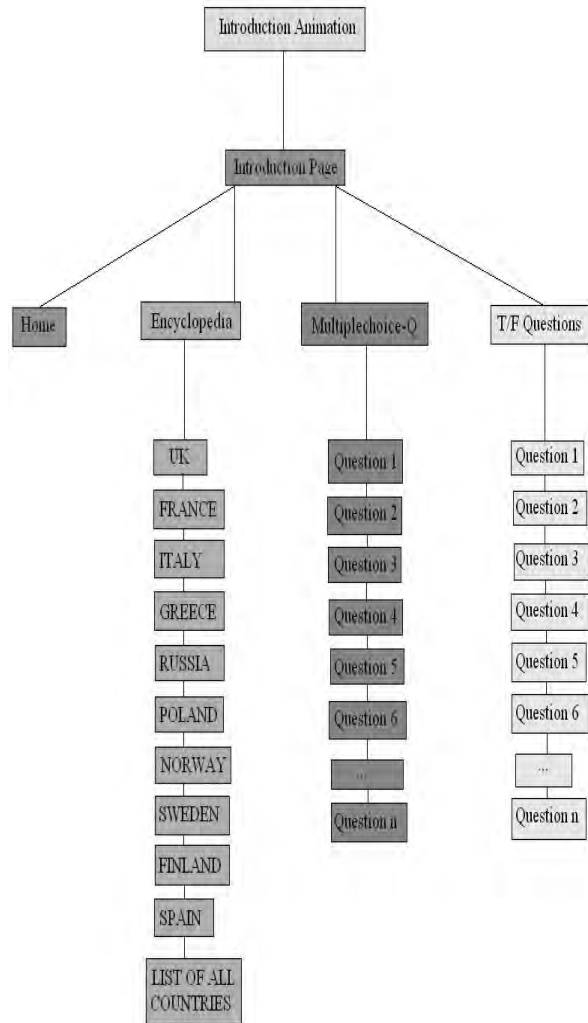 Introduction Animation
Introduction Page
Home
Encyclopedia
Multiplechoice-Q
T/F Questions
UK
FRANCE
ITALY
GREECE
RUSSIA
POLAND
NORWAY
SWEDEN
FINLAND
SPAIN
LIST OF ALL
COUNTRIES
Question 1
Question 2
Question 3
Question 4
Question 5
Question 6
...
Question n
Question 1
Question 2
Question 3
Question 4
Question 5
Question 6
...
Question n